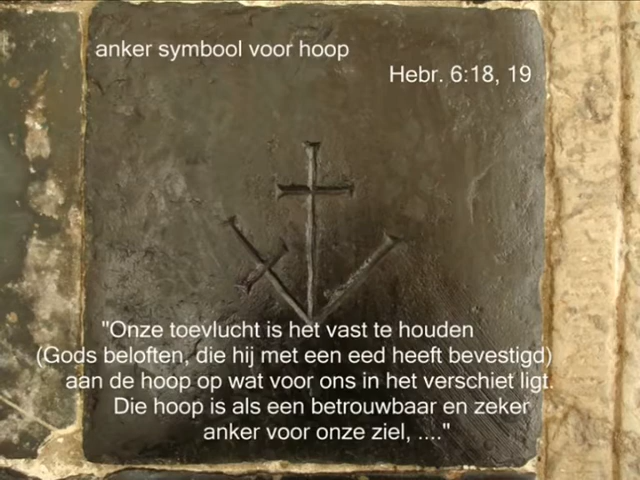 anker symbool voor hoop
Hebr. 6:18, 19
"Onze toevlucht is het vast te houden
(Gods beloften, die hij met een eed heeft bevestigd)
aan de hoop op wat voor ons in het verschiet ligt.
Die hoop is als een betrouwbaar en zeker
anker voor onze ziel, ...."